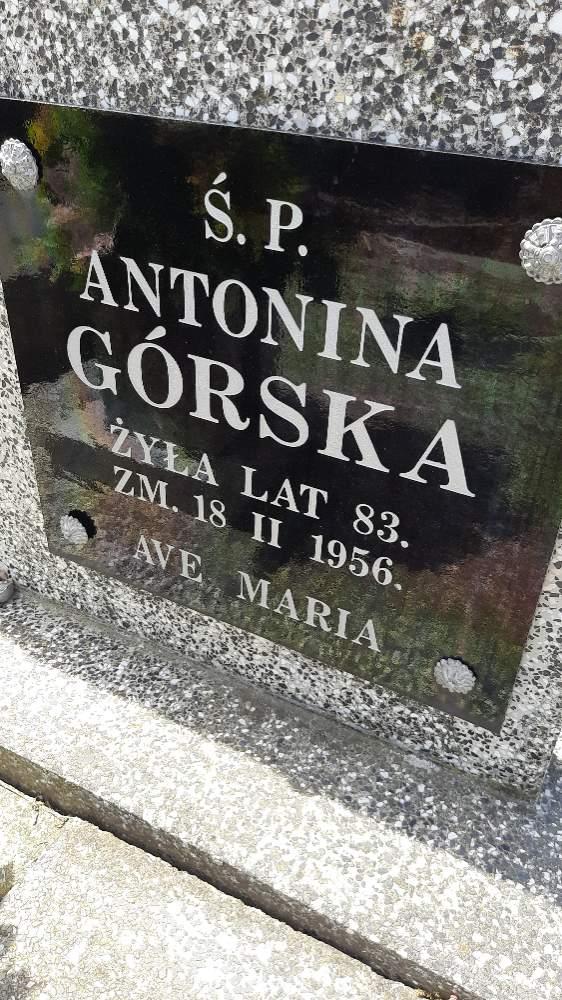 Ś. P.
ANTONINA
GÓRSKA
ŻYŁA LAT 83.
ZM. 18 II 1956.
AVE MARIA